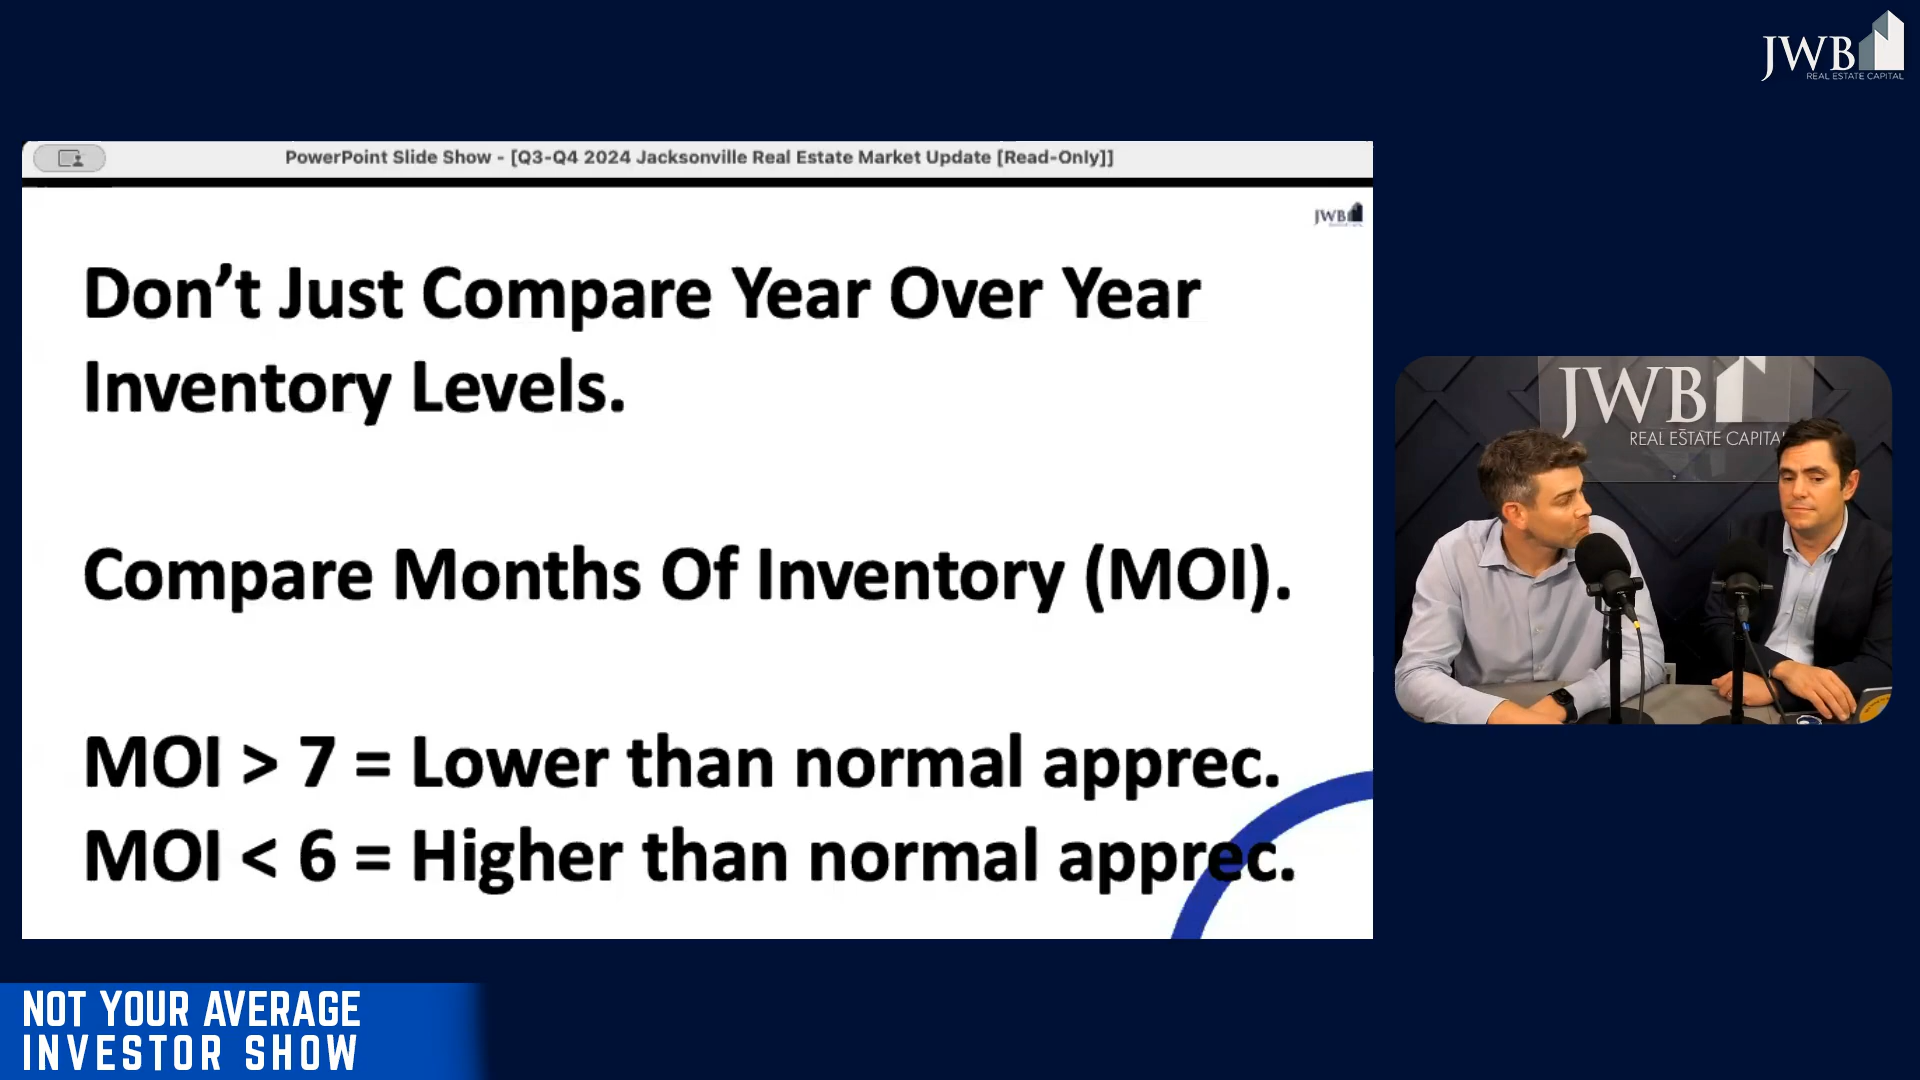 JWB
REAL ESTATE CAPITAL
PowerPoint Slide Show - [Q3-Q4 2024 Jacksonville Real Estate Market Update [Read-Only]]
JWB
Don’t Just Compare Year Over Year
Inventory Levels.
Compare Months Of Inventory (MOI).
MOI > 7 = Lower than normal apprec.
MOI < 6 = Higher than normal apprec.
JWB
REAL ESTATE CAPITA
NOT YOUR AVERAGE
INVESTOR SHOW